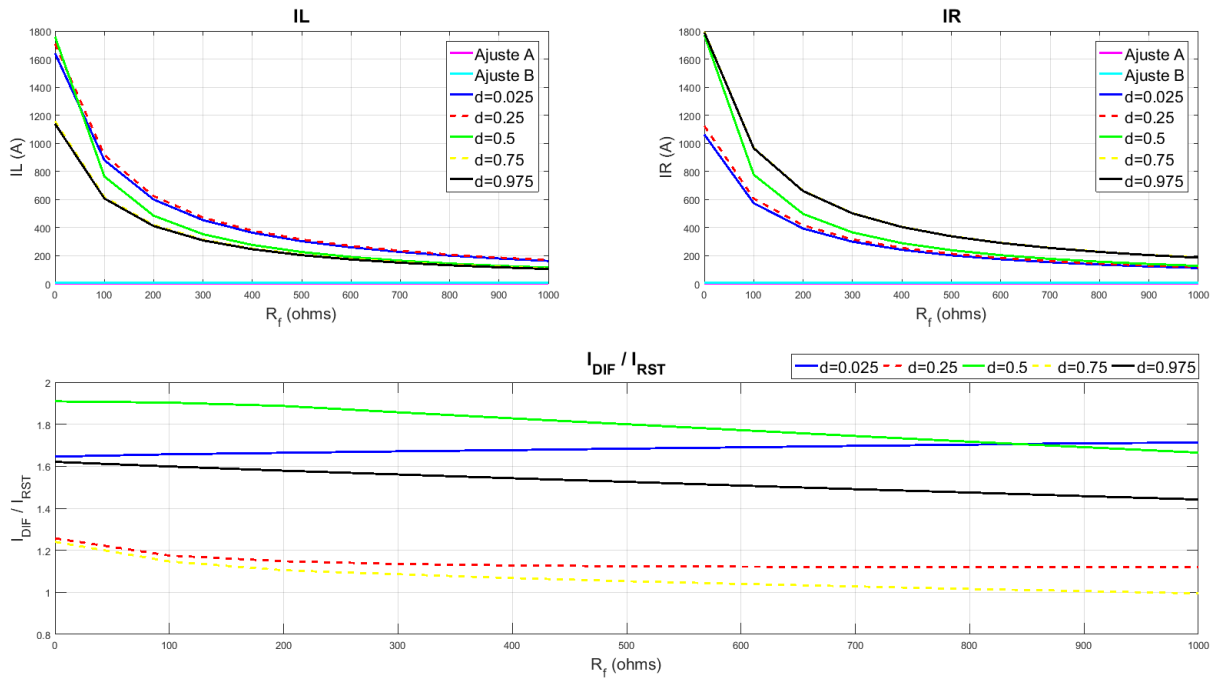 IL
IL (A)
1800
1600
1400
1200
1000
800
600
400
200
0
0 100 200 300 400 500 600 700 800 900 1000
R_f (ohms)
Ajuste A
Ajuste B
d=0.025
d=0.25
d=0.5
d=0.75
d=0.975
IR
IR (A)
1800
1600
1400
1200
1000
800
600
400
200
0
0 100 200 300 400 500 600 700 800 900 1000
R_f (ohms)
Ajuste A
Ajuste B
d=0.025
d=0.25
d=0.5
d=0.75
d=0.975
I_DIF / I_RST
d=0.025 d=0.25 d=0.5 d=0.75 d=0.975
I_DIF / I_RST
2
1.8
1.6
1.4
1.2
1
0.8
0 100 200 300 400 500 600 700 800 900 1000
R_f (ohms)